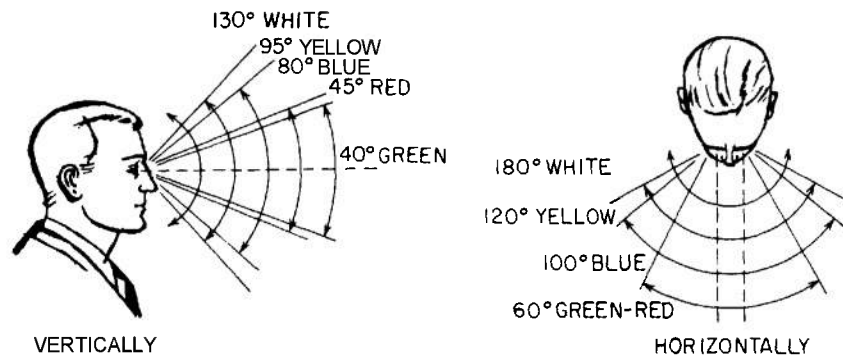 130° WHITE
95° YELLOW
80° BLUE
45° RED
40° GREEN
VERTICALLY
180° WHITE
120° YELLOW
100° BLUE
60° GREEN-RED
HORIZONTALLY